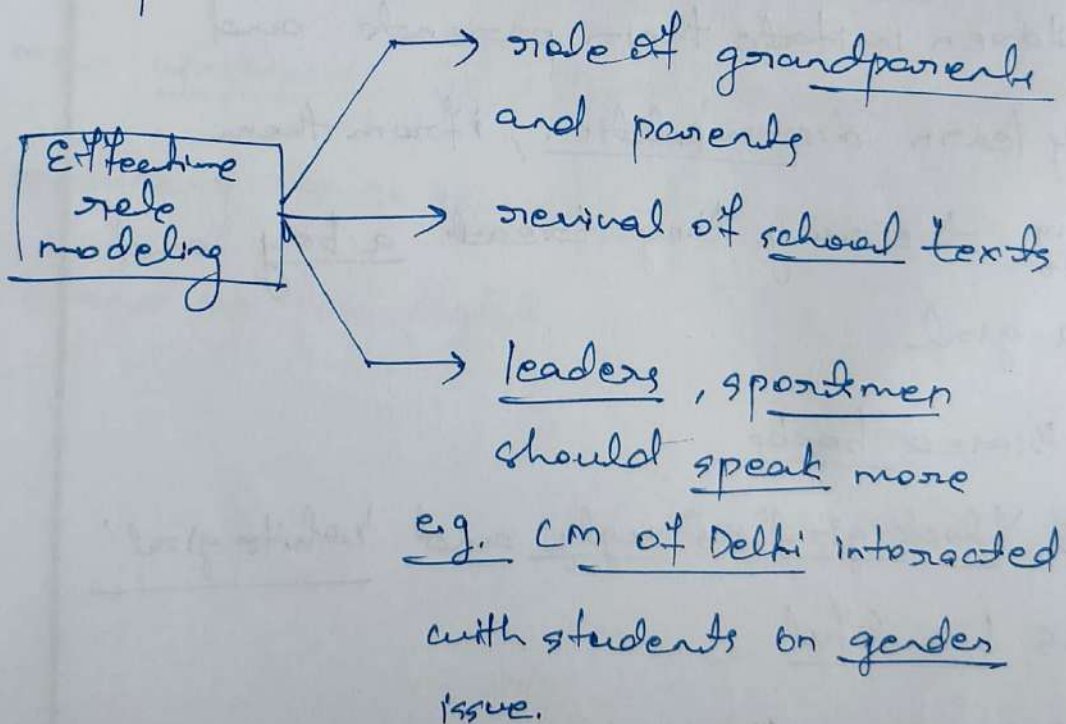 Effective
role
modeling
role of grandparents
and parents
revival of school texts
leaders, sportmen
should speak more
e.g. CM of Delhi interacted
with students on gender
issue.